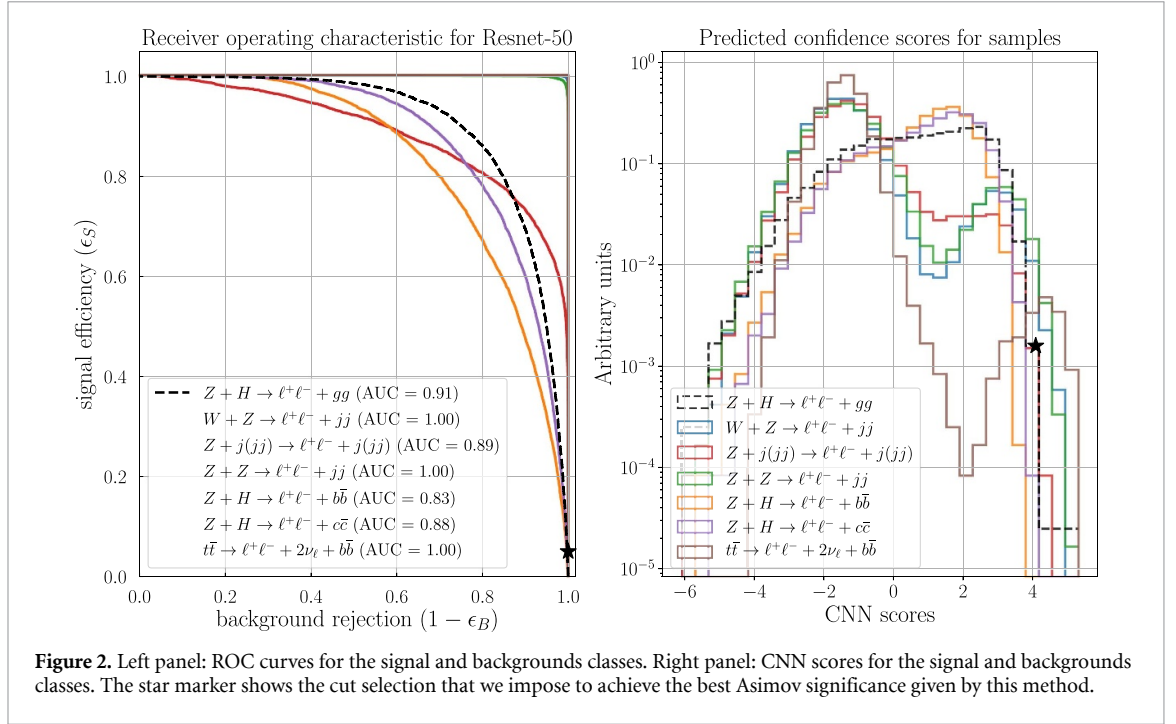 Receiver operating characteristic for Resnet-50
signal efficiency (ϵ_S)
1.0
0.8
0.6
0.4
0.2
0.0
Z + H → ℓ⁺ℓ⁻ + gg (AUC = 0.91)
W + Z → ℓ⁺ℓ⁻ + jj (AUC = 1.00)
Z + j(jj) → ℓ⁺ℓ⁻ + j(jj) (AUC = 0.89)
Z + Z → ℓ⁺ℓ⁻ + jj (AUC = 1.00)
Z + H → ℓ⁺ℓ⁻ + bb̄ (AUC = 0.83)
Z + H → ℓ⁺ℓ⁻ + cc̄ (AUC = 0.88)
tt̄ → ℓ⁺ℓ⁻ + 2ν_ℓ + bb̄ (AUC = 1.00)
0.0 0.2 0.4 0.6 0.8 1.0
background rejection (1 − ϵ_B)
Predicted confidence scores for samples
Arbitrary units
10⁰
10⁻¹
10⁻²
10⁻³
10⁻⁴
10⁻⁵
Z + H → ℓ⁺ℓ⁻ + gg
W + Z → ℓ⁺ℓ⁻ + jj
Z + j(jj) → ℓ⁺ℓ⁻ + j(jj)
Z + Z → ℓ⁺ℓ⁻ + jj
Z + H → ℓ⁺ℓ⁻ + bb̄
Z + H → ℓ⁺ℓ⁻ + cc̄
tt̄ → ℓ⁺ℓ⁻ + 2ν_ℓ + bb̄
−6 −4 −2 0 2 4
CNN scores
Figure 2. Left panel: ROC curves for the signal and backgrounds classes. Right panel: CNN scores for the signal and backgrounds
classes. The star marker shows the cut selection that we impose to achieve the best Asimov significance given by this method.